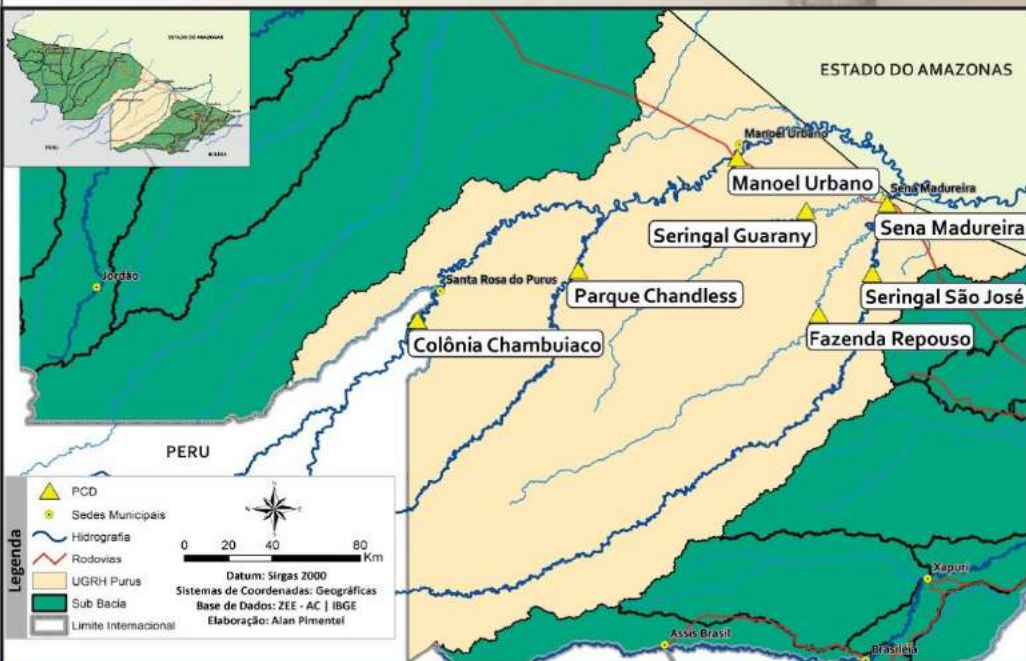 ESTADO DO AMAZONAS
PERU
ESTADO DO AMAZONAS
Manoel Urbano
Manoel Urbano
Sena Madureira
Seringal Guarany
Sena Madureira
Jordão
Santa Rosa do Purus
Parque Chandless
Seringal São José
Colônia Chambuiaco
Fazenda Repouso
PERU
Legenda
PCD
Sedes Municipais
Hidrografia
Rodovias
UGRH Purus
Sub Bacia
Limite Internacional
0 20 40 80
Km
Datum: Sirgas 2000
Sistemas de Coordenadas: Geográficas
Base de Dados: ZEE - AC | IBGE
Elaboração: Alan Pimentel
Xapuri
Assis Brasil
Brasiléia